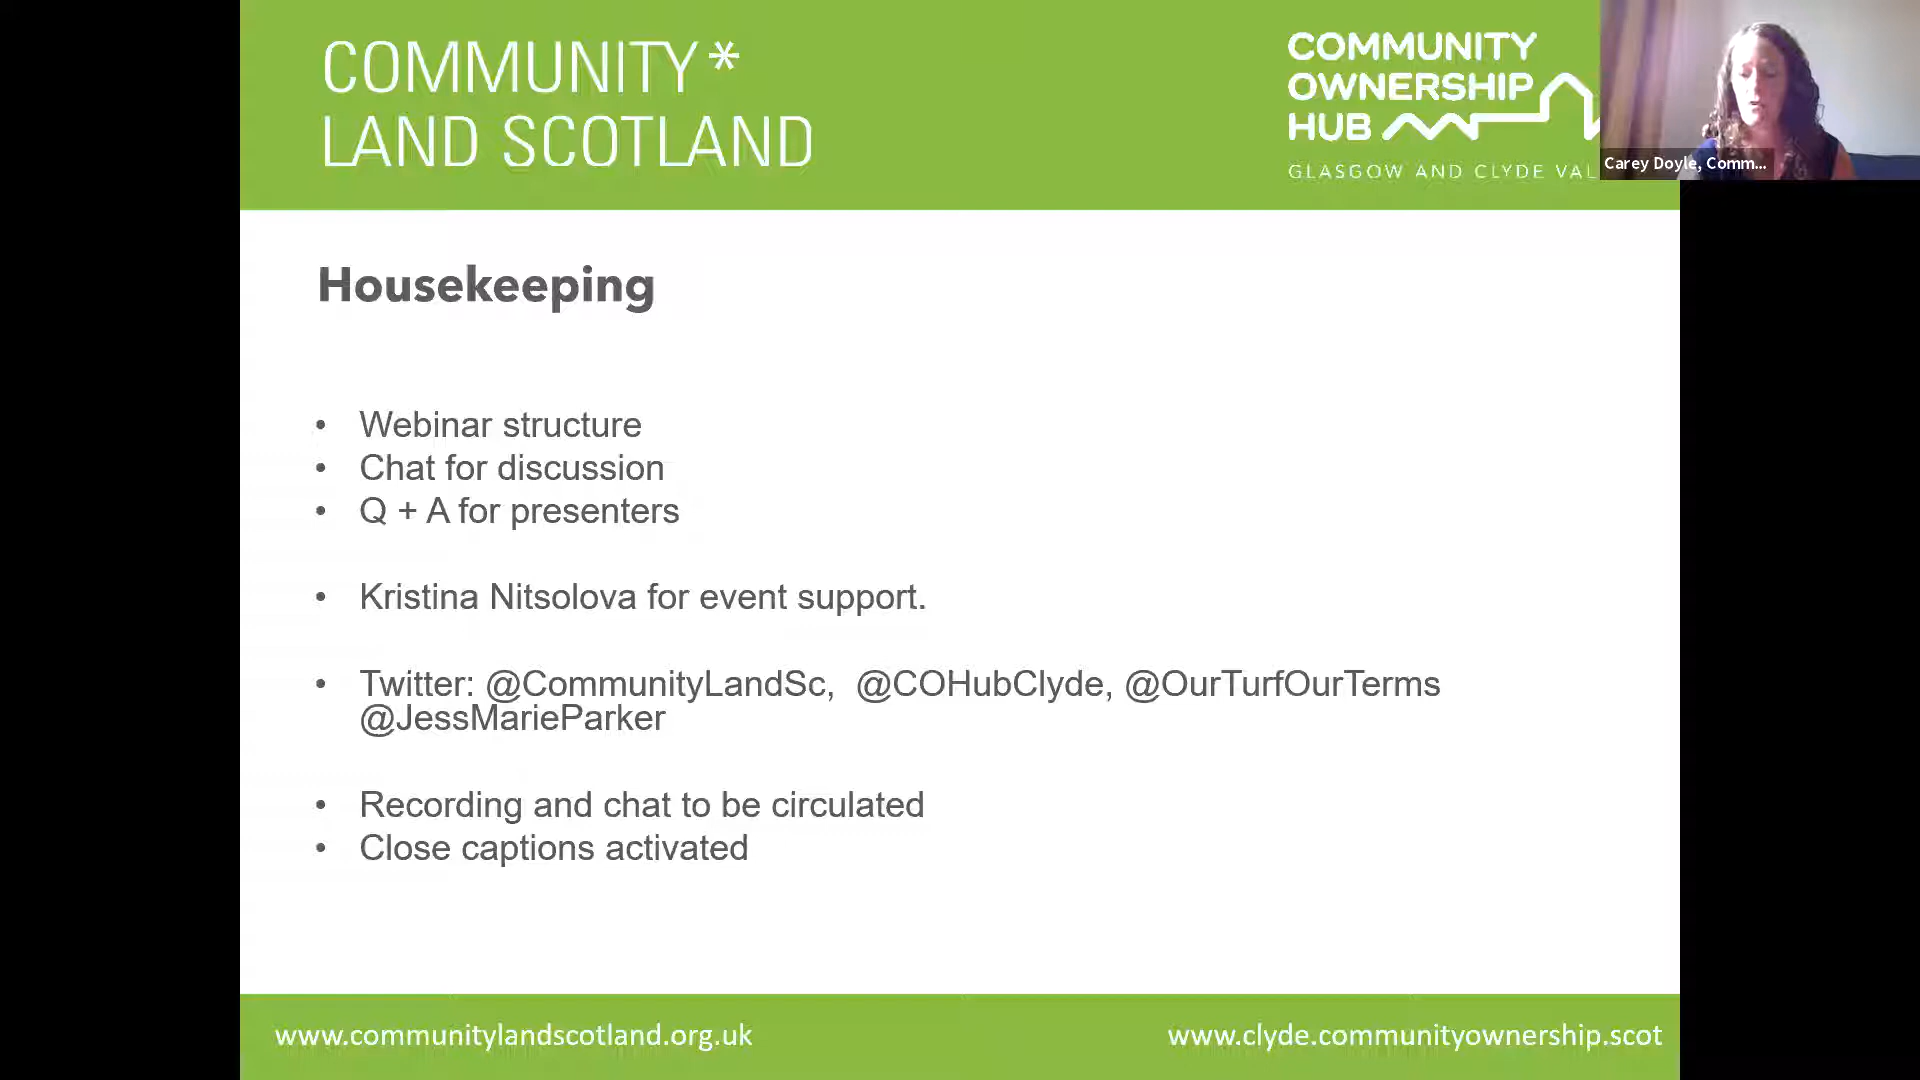 COMMUNITY*
LAND SCOTLAND
COMMUNITY
OWNERSHIP
HUB
GLASGOW AND CLYDE VAL
Carey Doyle, Comm...
Housekeeping
• Webinar structure
• Chat for discussion
• Q + A for presenters
• Kristina Nitsolova for event support.
• Twitter: @CommunityLandSc, @COHubClyde, @OurTurfOurTerms
@JessMarieParker
• Recording and chat to be circulated
• Close captions activated
www.communitylandscotland.org.uk
www.clyde.communityownership.scot